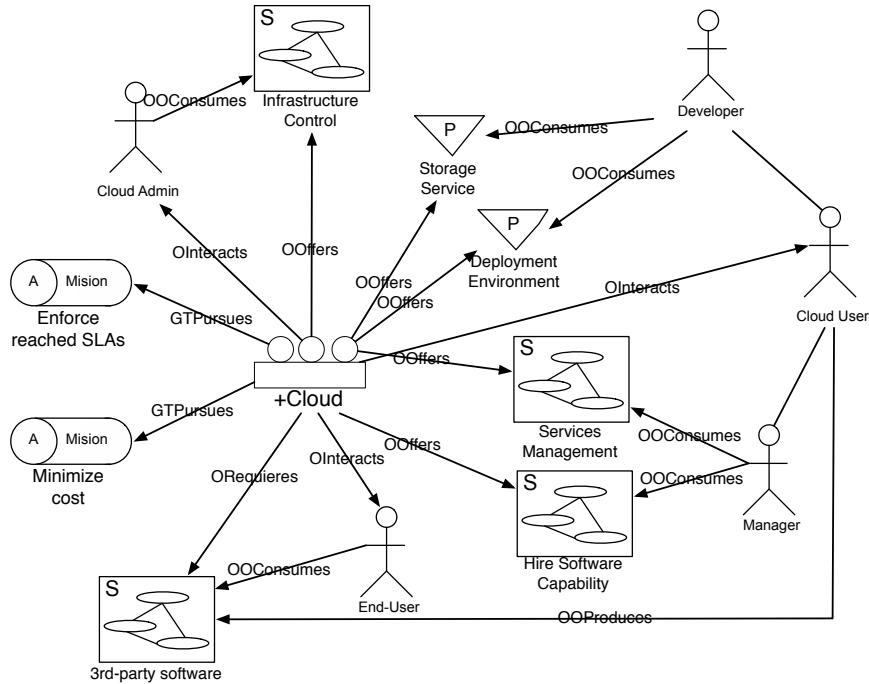 S
Infrastructure
Control
OOConsumes
Cloud Admin
Developer
P
Storage
Service
OOConsumes
OOConsumes
P
Deployment
Environment
OInteracts
OOffers
OOffers
OOffers
OInteracts
Cloud User
A
Mision
Enforce
reached SLAs
GTPursues
+Cloud
OOffers
S
Services
Management
GTPursues
A
Mision
Minimize
cost
ORequieres
OInteracts
OOffers
OOConsumes
OOConsumes
Manager
S
Hire Software
Capability
OOConsumes
End-User
S
3rd-party software
OOProduces